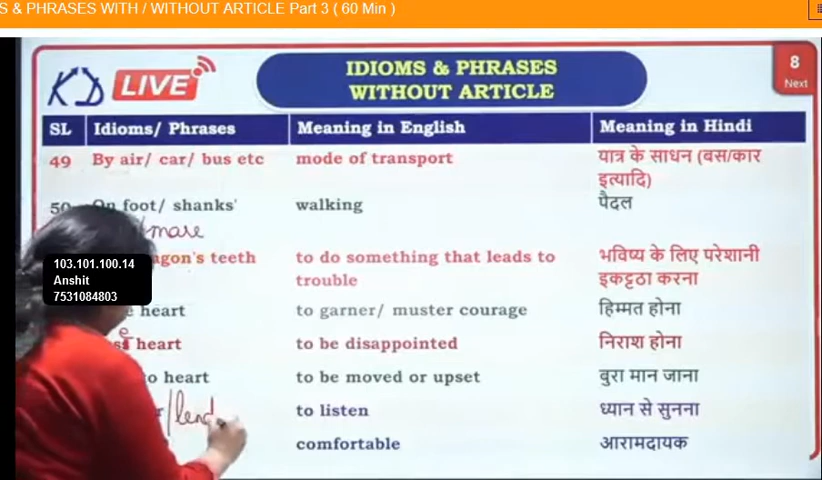 S & PHRASES WITH / WITHOUT ARTICLE Part 3 ( 60 Min )
KD LIVE
IDIOMS & PHRASES
WITHOUT ARTICLE
8
Next
SL Idioms/ Phrases Meaning in English Meaning in Hindi
49 By air/ car/ bus etc mode of transport यात्र के साधन (बस/कार
इत्यादि)
50 On foot/ shanks' walking पैदल
mare
agon's teeth to do something that leads to भविष्य के लिए परेशानी
trouble इकट्टठा करना
103.101.100.14
Anshit
7531084803
heart to garner/ muster courage हिम्मत होना
heart to be disappointed निराश होना
to heart to be moved or upset बुरा मान जाना
/lend to listen ध्यान से सुनना
comfortable आरामदायक